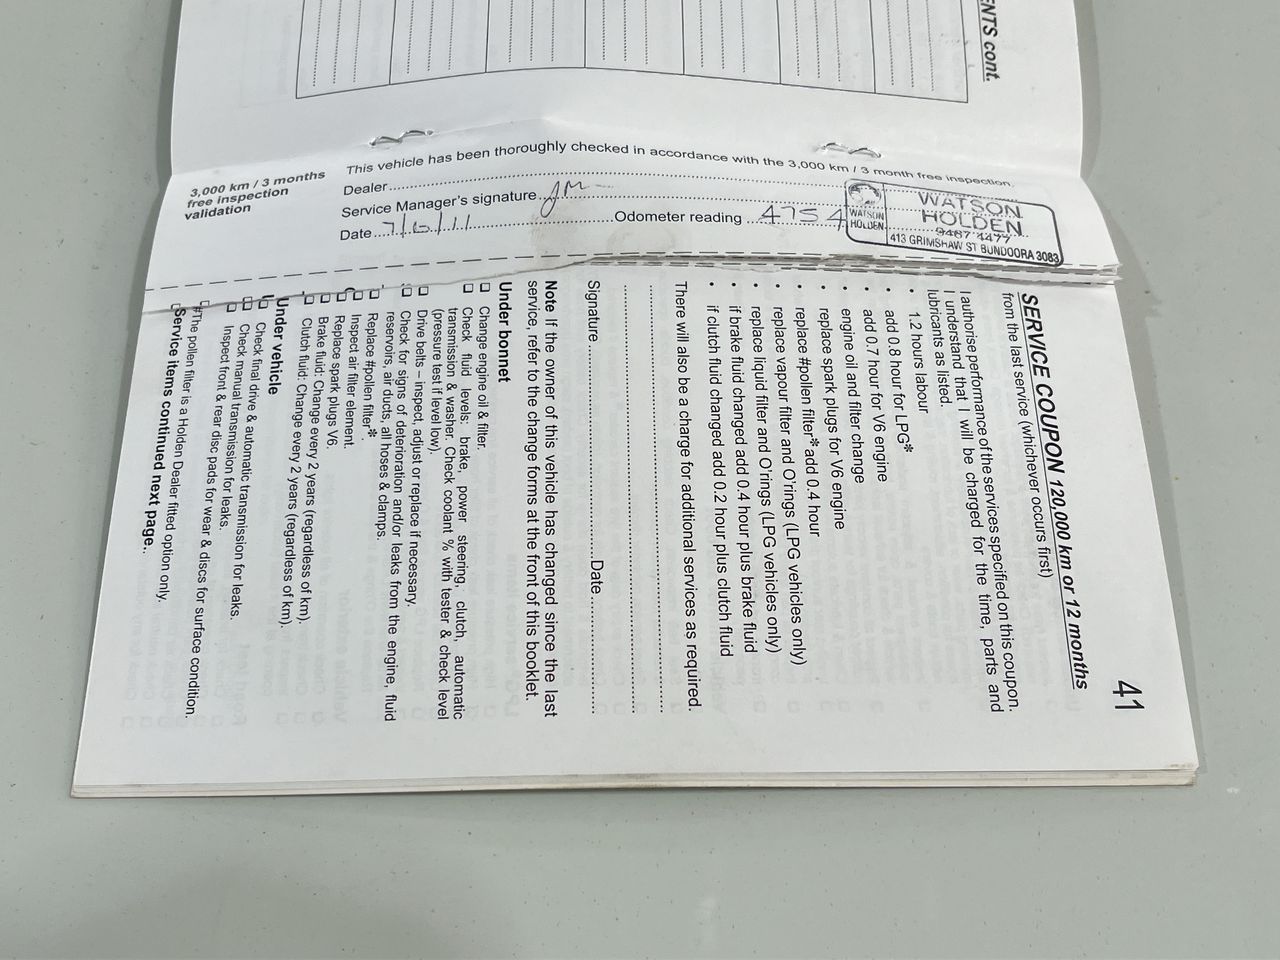 ENTS cont.
3,000 km / 3 months
free inspection
validation
This vehicle has been thoroughly checked in accordance with the 3,000 km / 3 month free inspection.
Dealer
Service Manager's signature
Date 7/6/11 Odometer reading 4754
WATSON
HOLDEN
WATSON
HOLDEN
9467 4477
413 GRIMSHAW ST BUNDOORA 3083
41
SERVICE COUPON 120,000 km or 12 months
from the last service (whichever occurs first)
I authorise performance of the services specified on this coupon.
I understand that I will be charged for the time, parts and
lubricants as listed.
• 1.2 hours labour
• add 0.8 hour for LPG*
• add 0.7 hour for V6 engine
• engine oil and filter change
• replace spark plugs for V6 engine
• replace #pollen filter* add 0.4 hour
• replace vapour filter and O'rings (LPG vehicles only)
• replace liquid filter and O'rings (LPG vehicles only)
• if brake fluid changed add 0.4 hour plus brake fluid
• if clutch fluid changed add 0.2 hour plus clutch fluid
There will also be a charge for additional services as required.
Signature Date
Note If the owner of this vehicle has changed since the last
service, refer to the change forms at the front of this booklet.
Under bonnet
Change engine oil & filter.
Check fluid levels: brake, power steering, clutch, automatic
transmission & washer. Check coolant % with tester & check level
(pressure test if level low).
Drive belts – inspect, adjust or replace if necessary.
Check for signs of deterioration and/or leaks from the engine, fluid
reservoirs, air ducts, all hoses & clamps.
Replace #pollen filter*.
Inspect air filter element.
Replace spark plugs V6.
Brake fluid: Change every 2 years (regardless of km).
Clutch fluid: Change every 2 years (regardless of km).
Under vehicle
Check final drive & automatic transmission for leaks.
Check manual transmission for leaks.
Inspect front & rear disc pads for wear & discs for surface condition.
#The pollen filter is a Holden Dealer fitted option only.
Service items continued next page..